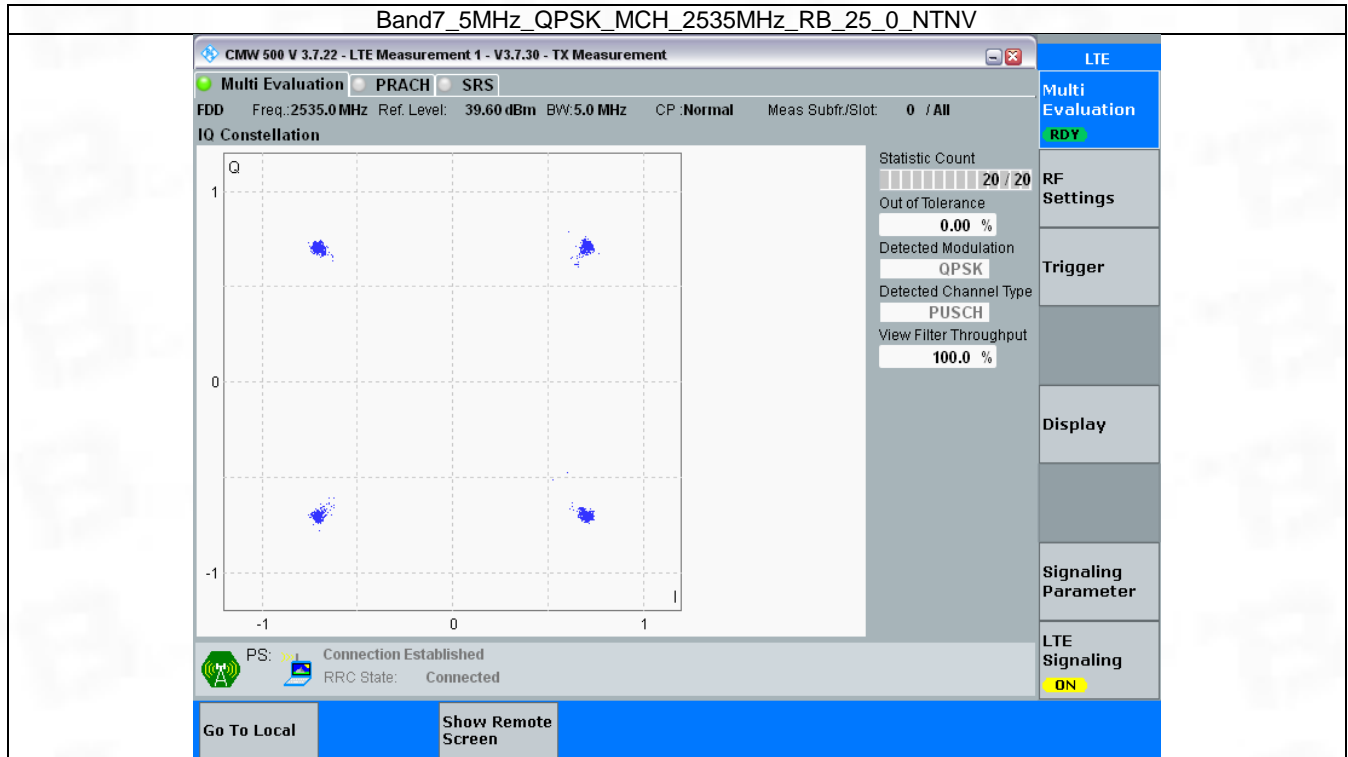 Band7_5MHz_QPSK_MCH_2535MHz_RB_25_0_NTNV
CMW 500 V 3.7.22 - LTE Measurement 1 - V3.7.30 - TX Measurement
LTE
Multi Evaluation PRACH SRS
FDD Freq.:2535.0 MHz Ref. Level: 39.60 dBm BW:5.0 MHz CP :Normal Meas Subfr./Slot: 0 / All
IQ Constellation
Q
1
0
-1
I
-1 0 1
Statistic Count
20 / 20
Out of Tolerance
0.00 %
Detected Modulation
QPSK
Detected Channel Type
PUSCH
View Filter Throughput
100.0 %
Multi
Evaluation
RDY
RF
Settings
Trigger
Display
Signaling
Parameter
LTE
Signaling
ON
PS: Connection Established
RRC State: Connected
Go To Local
Show Remote
Screen